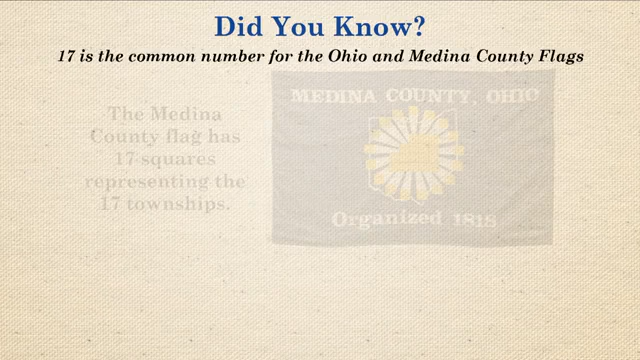 Did You Know?
17 is the common number for the Ohio and Medina County Flags
The Medina
County flag has
17 squares
representing the
17 townships.
MEDINA COUNTY, OHIO
Organized 1818